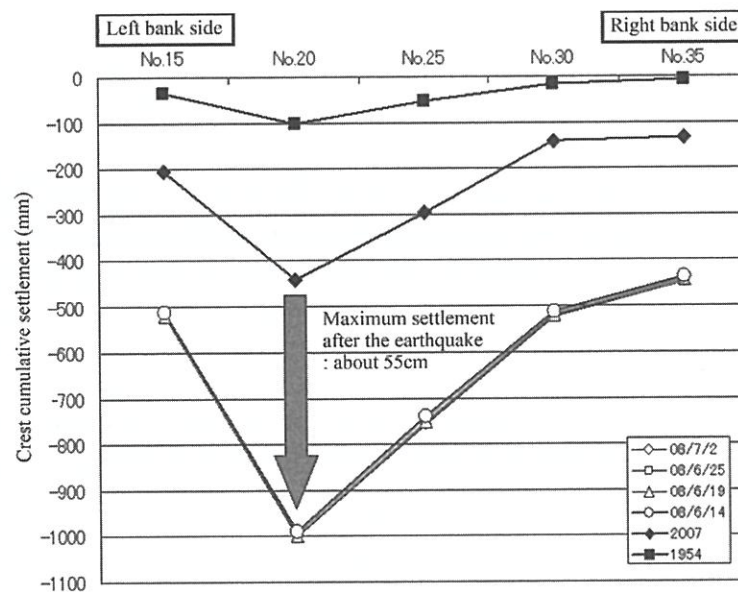 Left bank side
Right bank side
No.15 No.20 No.25 No.30 No.35
0
-100
-200
-300
-400
-500
-600
-700
-800
-900
-1000
-1100
Crest cumulative settlement (mm)
Maximum settlement
after the earthquake
: about 55cm
08/7/2
08/6/25
08/6/19
08/6/14
2007
1954